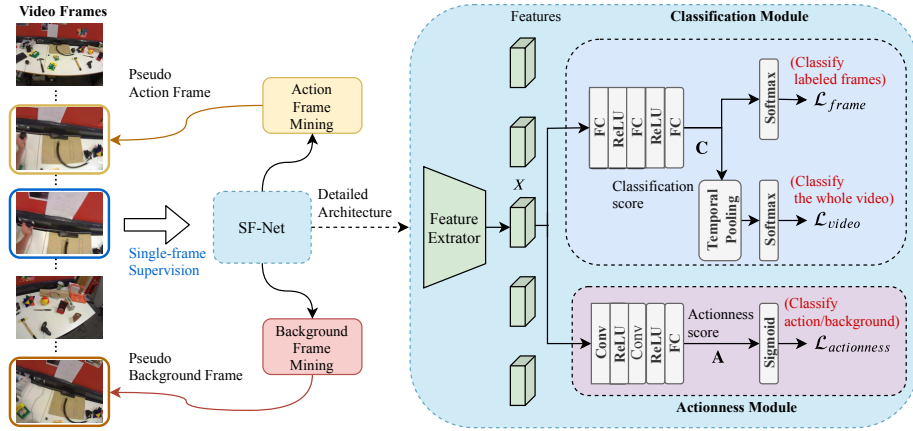 Video Frames
Pseudo
Action Frame
Action
Frame
Mining
SF-Net
Single-frame
Supervision
Detailed
Architecture
Background
Frame
Mining
Pseudo
Background Frame
Features
X
Feature
Extrator
Classification Module
FC
ReLU
FC
ReLU
FC
C
Classification
score
Softmax
(Classify
labeled frames)
ℒframe
Temporal
Pooling
Softmax
(Classify
the whole video)
ℒvideo
Conv
ReLU
Conv
ReLU
FC
Actionness
score
A
Sigmoid
(Classify
action/background)
ℒactionness
Actionness Module